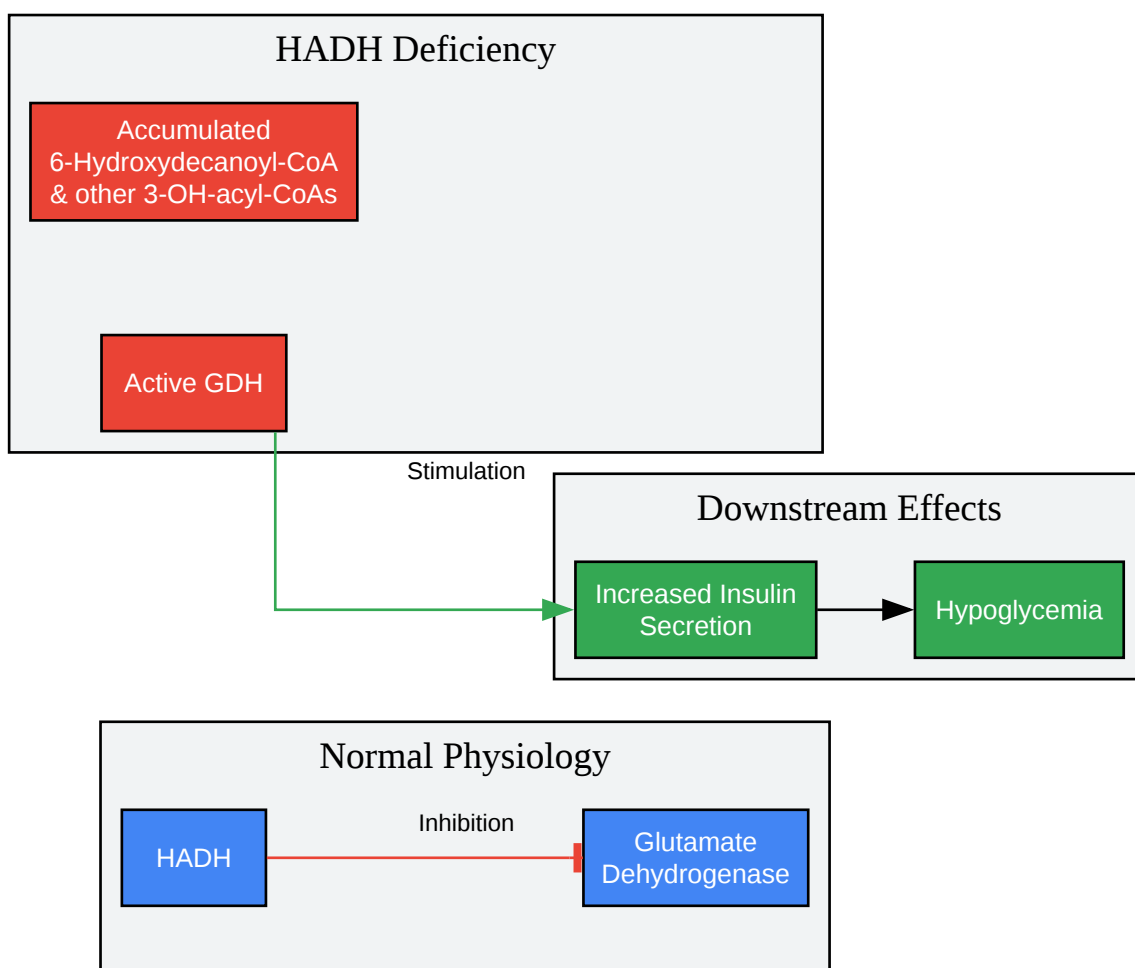 HADH Deficiency
Accumulated
6-Hydroxydecanoyl-CoA
& other 3-OH-acyl-CoAs
Active GDH
Stimulation
Downstream Effects
Increased Insulin
Secretion
Hypoglycemia
Normal Physiology
HADH
Inhibition
Glutamate
Dehydrogenase